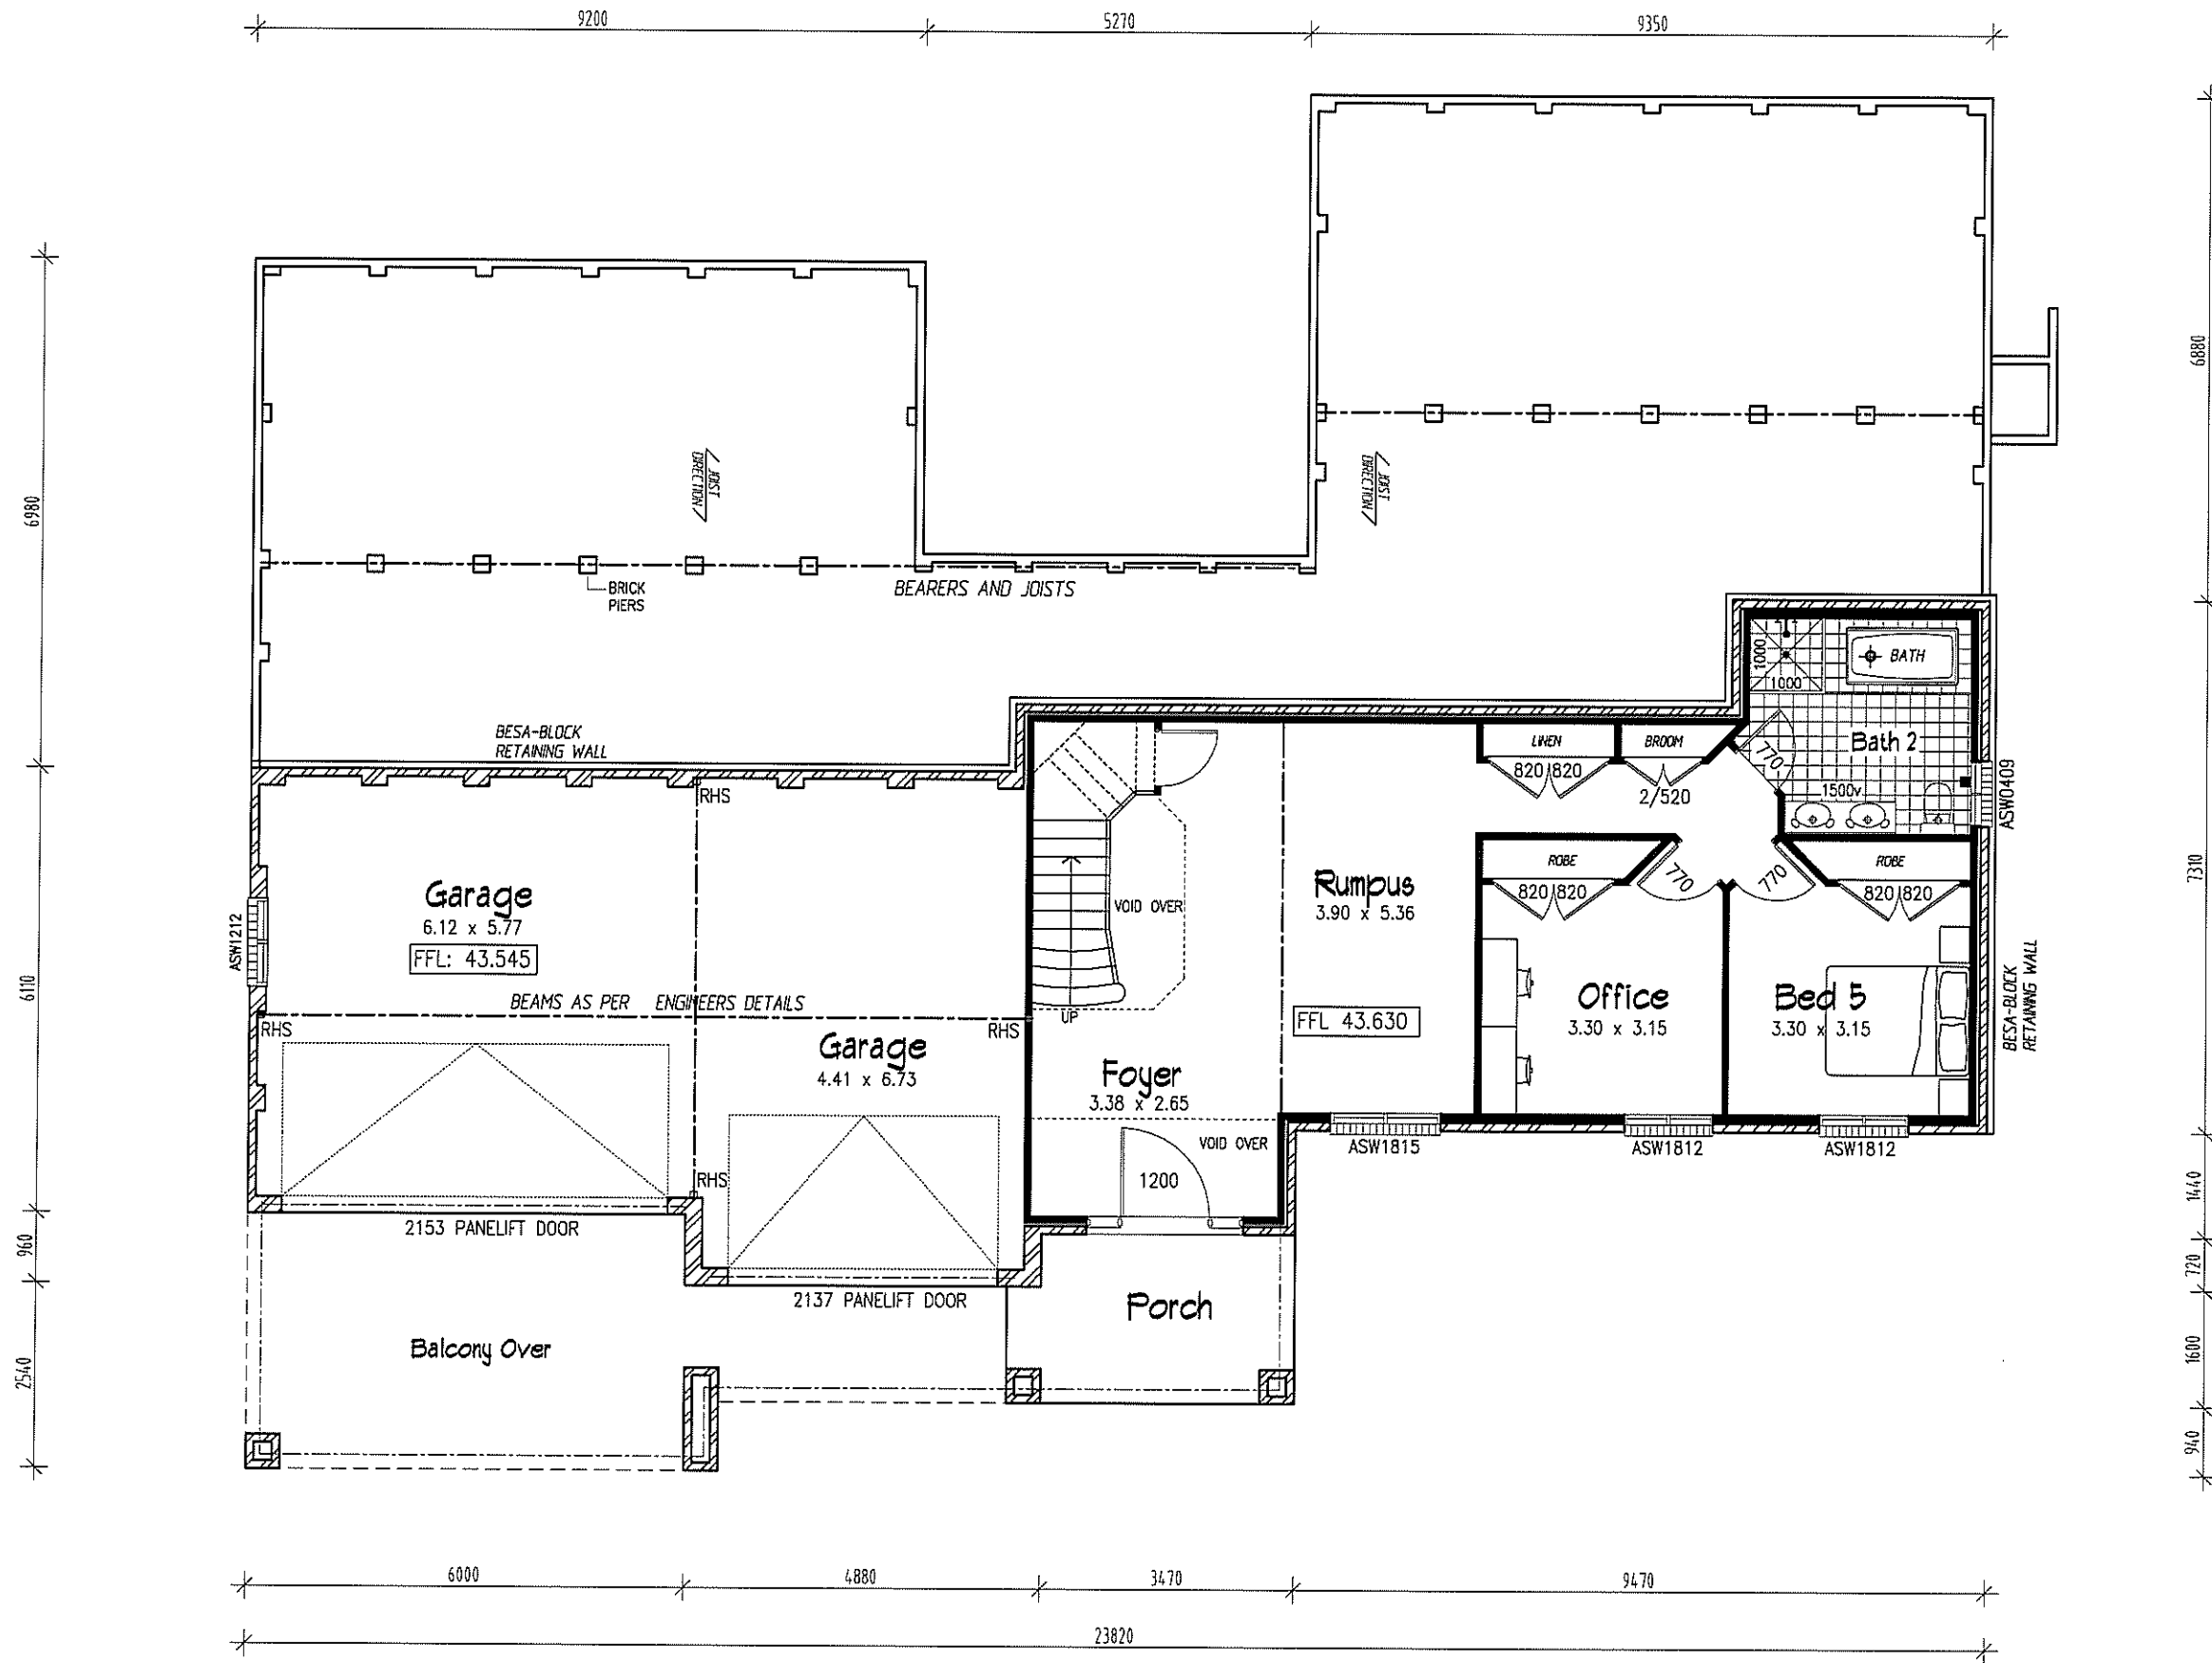 9200
5270
9350
6980
6110
960
2540
6880
7310
1440
720
1600
940
JOIST
DIRECTION
JOIST
DIRECTION
BRICK
PIERS
BEARERS AND JOISTS
BESA-BLOCK
RETAINING WALL
1000
1000
BATH
Bath 2
770
1500v
ASW0409
LINEN
820 820
BROOM
2/520
RHS
ROBE
820 820
770
770
ROBE
820 820
Garage
6.12 x 5.77
FFL: 43.545
ASW1212
VOID OVER
Rumpus
3.90 x 5.36
FFL 43.630
Office
3.30 x 3.15
Bed 5
3.30 x 3.15
BESA-BLOCK
RETAINING WALL
BEAMS AS PER ENGINEERS DETAILS
RHS
RHS
UP
Garage
4.41 x 6.73
Foyer
3.38 x 2.65
VOID OVER
1200
ASW1815
ASW1812
ASW1812
RHS
2153 PANELIFT DOOR
2137 PANELIFT DOOR
Porch
Balcony Over
6000
4880
3470
9470
23820